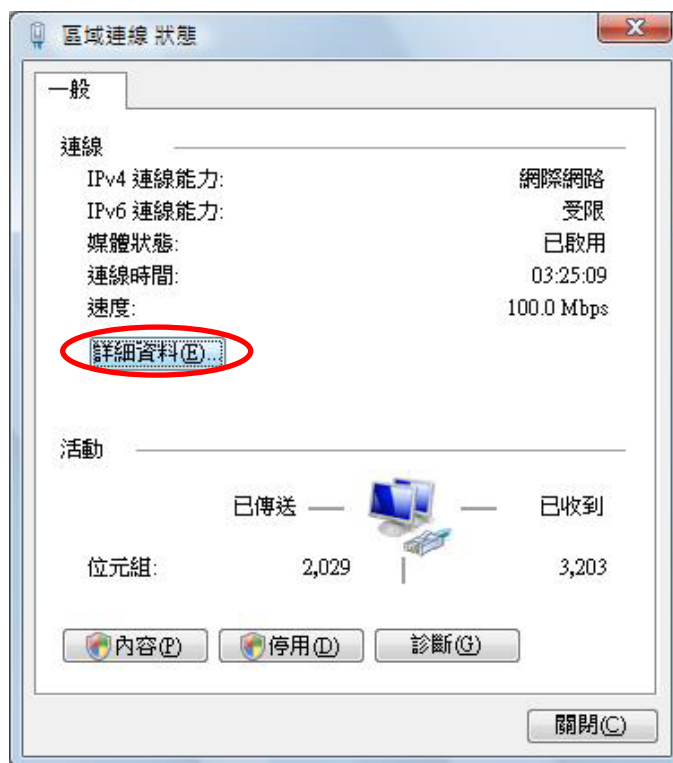 區域連線 狀態
一般
連線
IPv4 連線能力: 網際網路
IPv6 連線能力: 受限
媒體狀態: 已啟用
連線時間: 03:25:09
速度: 100.0 Mbps
詳細資料(E)...
活動
已傳送 — — 已收到
位元組: 2,029 3,203
內容(P) 停用(D) 診斷(G)
關閉(C)